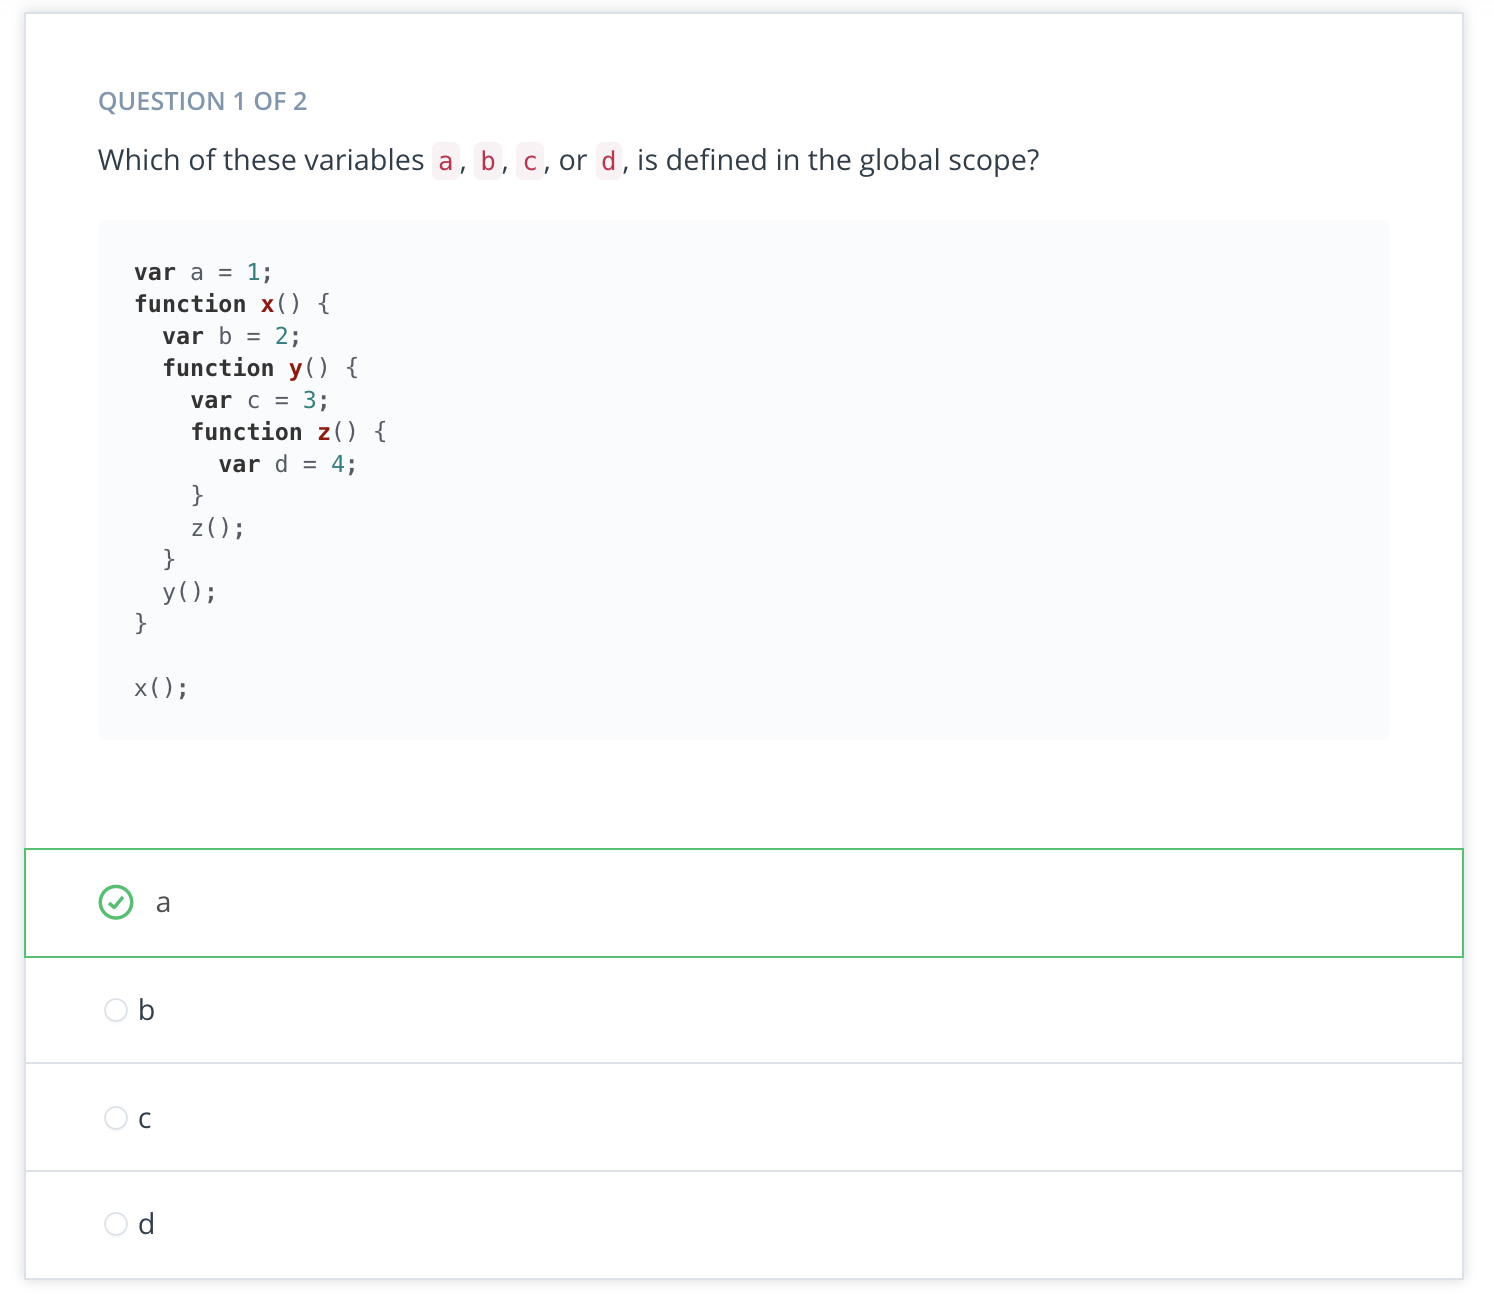 QUESTION 1 OF 2
Which of these variables a, b, c, or d, is defined in the global scope?
var a = 1;
function x() {
  var b = 2;
  function y() {
    var c = 3;
    function z() {
      var d = 4;
    }
    z();
  }
  y();
}
x();
a
b
c
d